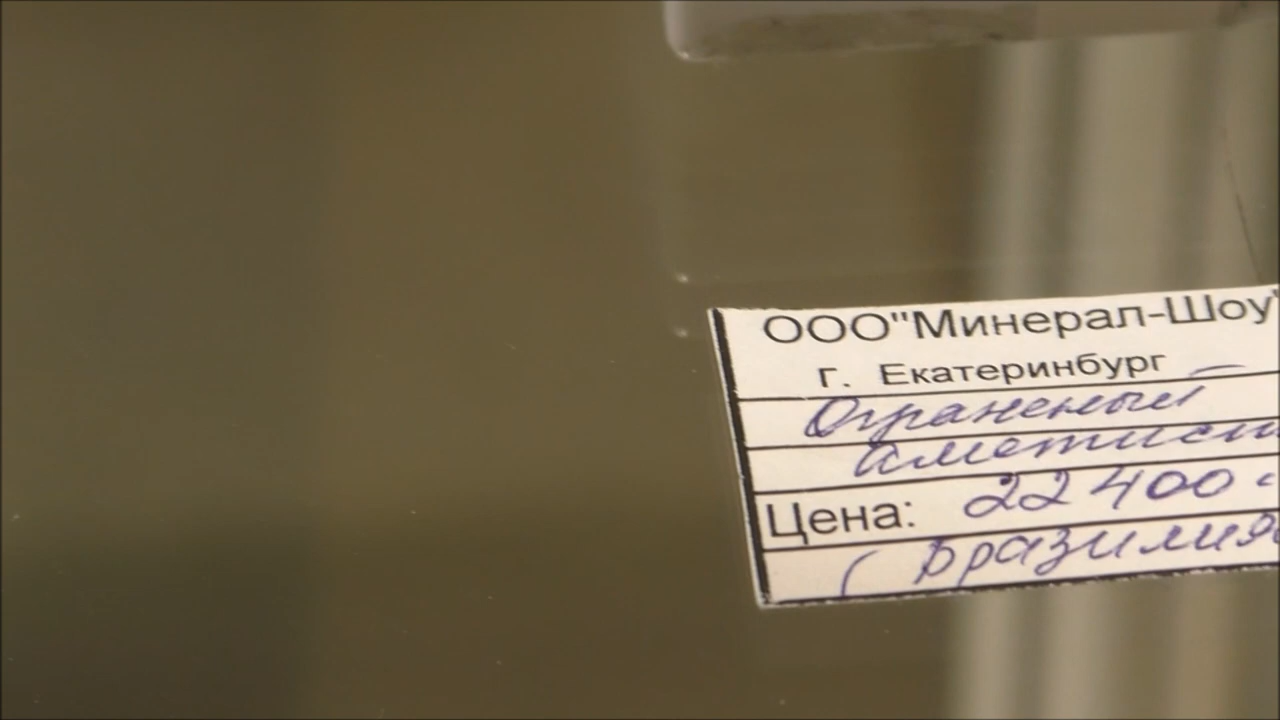 ООО"Минерал-Шоу"
г. Екатеринбург
Ограненый
аметист
Цена: 22 400-
(Бразилия